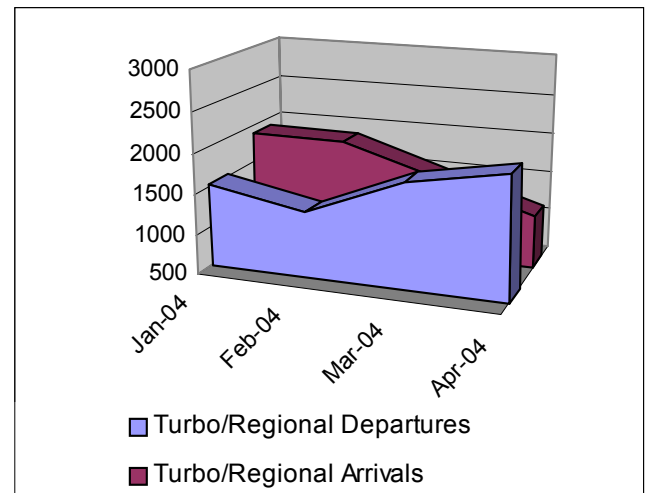 3000
2500
2000
1500
1000
500
Jan-04
Feb-04
Mar-04
Apr-04
Turbo/Regional Departures
Turbo/Regional Arrivals